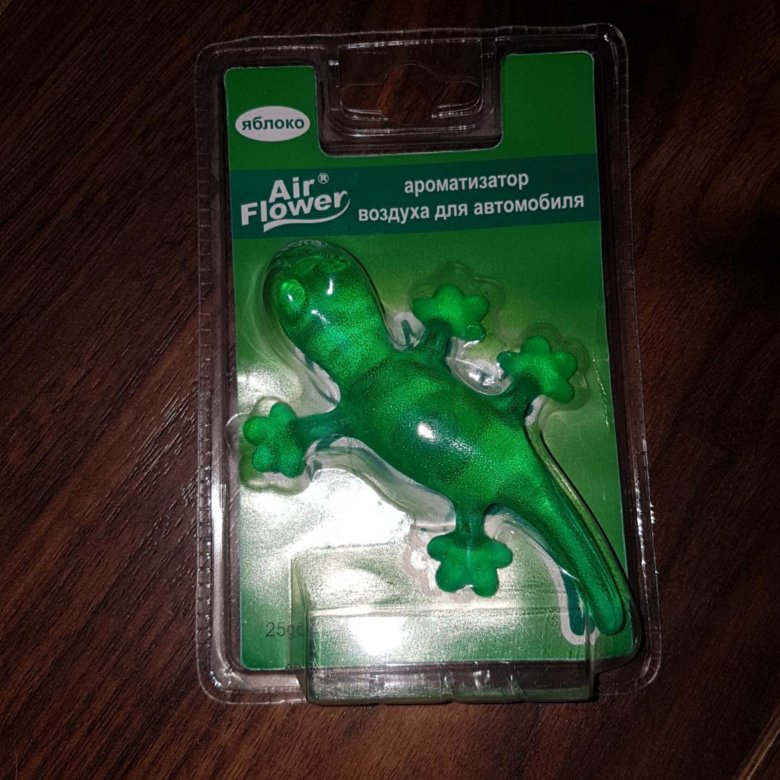 яблоко
Air®
Flower
ароматизатор
воздуха для автомобиля